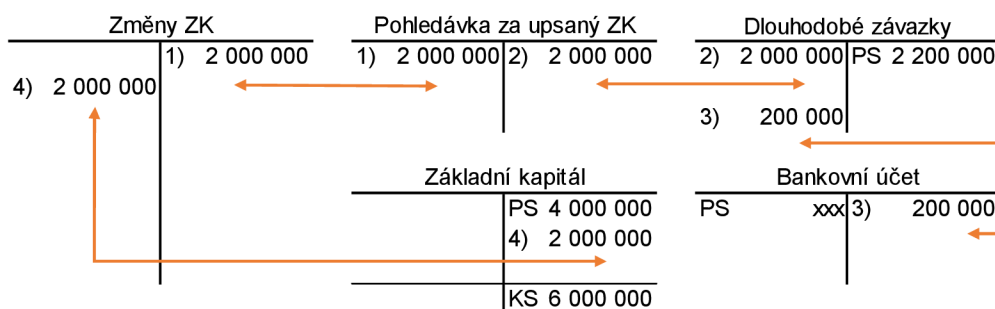 Změny ZK
1) 2 000 000
4) 2 000 000
Pohledávka za upsaný ZK
1) 2 000 000 2) 2 000 000
Dlouhodobé závazky
2) 2 000 000 PS 2 200 000
3) 200 000
Základní kapitál
PS 4 000 000
4) 2 000 000
KS 6 000 000
Bankovní účet
PS xxx 3) 200 000